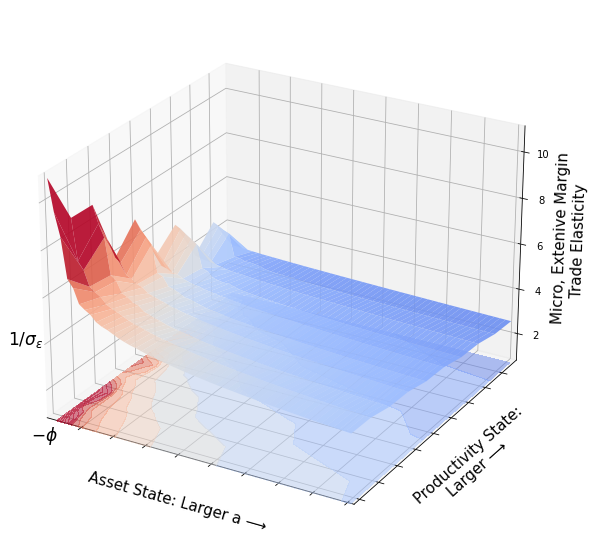 10
8
6
4
2
Micro, Extenive Margin
Trade Elasticity
1/σε
−ϕ
Asset State: Larger a ⟶
Productivity State:
Larger ⟶